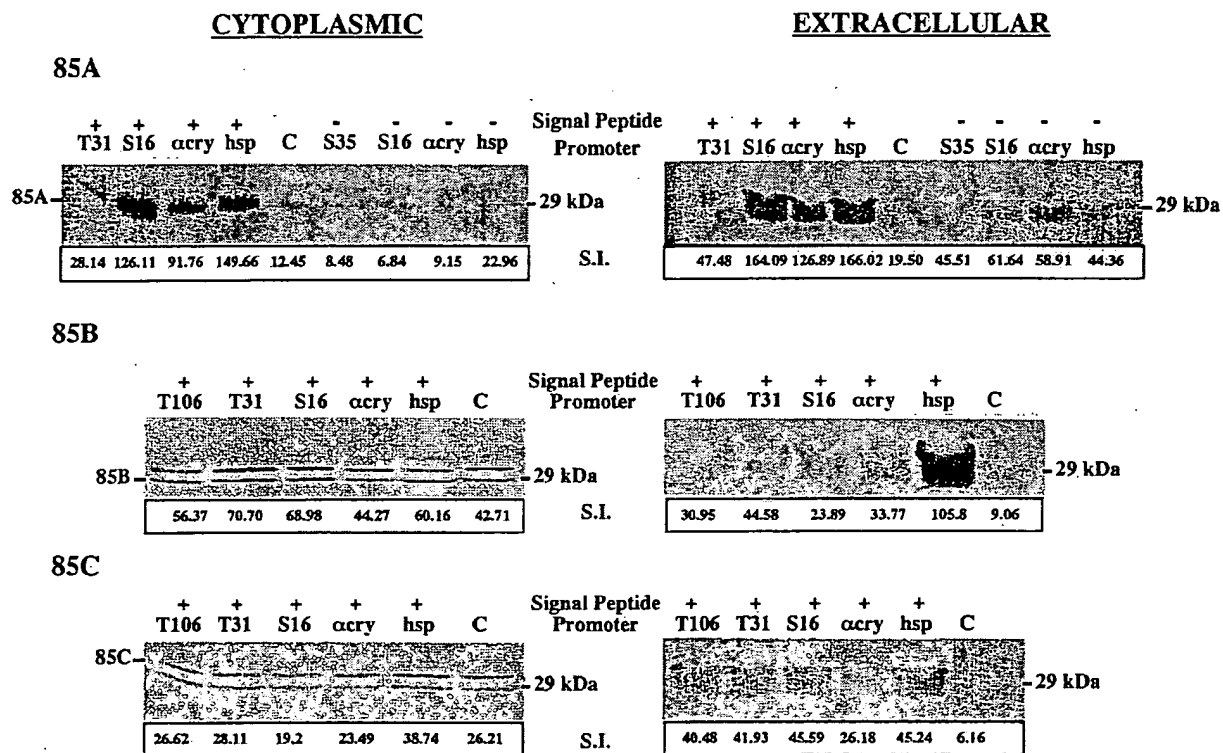 CYTOPLASMIC
EXTRACELLULAR
85A
+ + + + - - - - Signal Peptide + + + + - - - -
T31 S16 αcry hsp C S35 S16 αcry hsp Promoter T31 S16 αcry hsp C S35 S16 αcry hsp
85A 29 kDa 29 kDa
28.14 126.11 91.76 149.66 12.45 8.48 6.84 9.15 22.96 S.I. 47.48 164.09 126.89 166.02 19.50 45.51 61.64 58.91 44.36
85B
+ + + + + Signal Peptide + + + + +
T106 T31 S16 αcry hsp C Promoter T106 T31 S16 αcry hsp C
85B 29 kDa 29 kDa
56.37 70.70 68.98 44.27 60.16 42.71 S.I. 30.95 44.58 23.89 33.77 105.8 9.06
85C
+ + + + + Signal Peptide + + + + +
T106 T31 S16 αcry hsp C Promoter T106 T31 S16 αcry hsp C
85C 29 kDa 29 kDa
26.62 28.11 19.2 23.49 38.74 26.21 S.I. 40.48 41.93 45.59 26.18 45.24 6.16